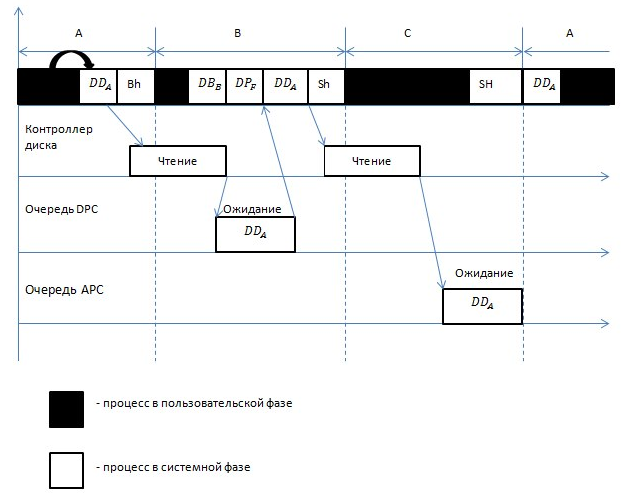 A B C A
DD_A Bh DB_B DP_F DD_A Sh SH DD_A
Контроллер
диска
Чтение Чтение
Очередь DPC
Ожидание
DD_A
Ожидание
Очередь APC
DD_A
- процесс в пользовательской фазе
- процесс в системной фазе